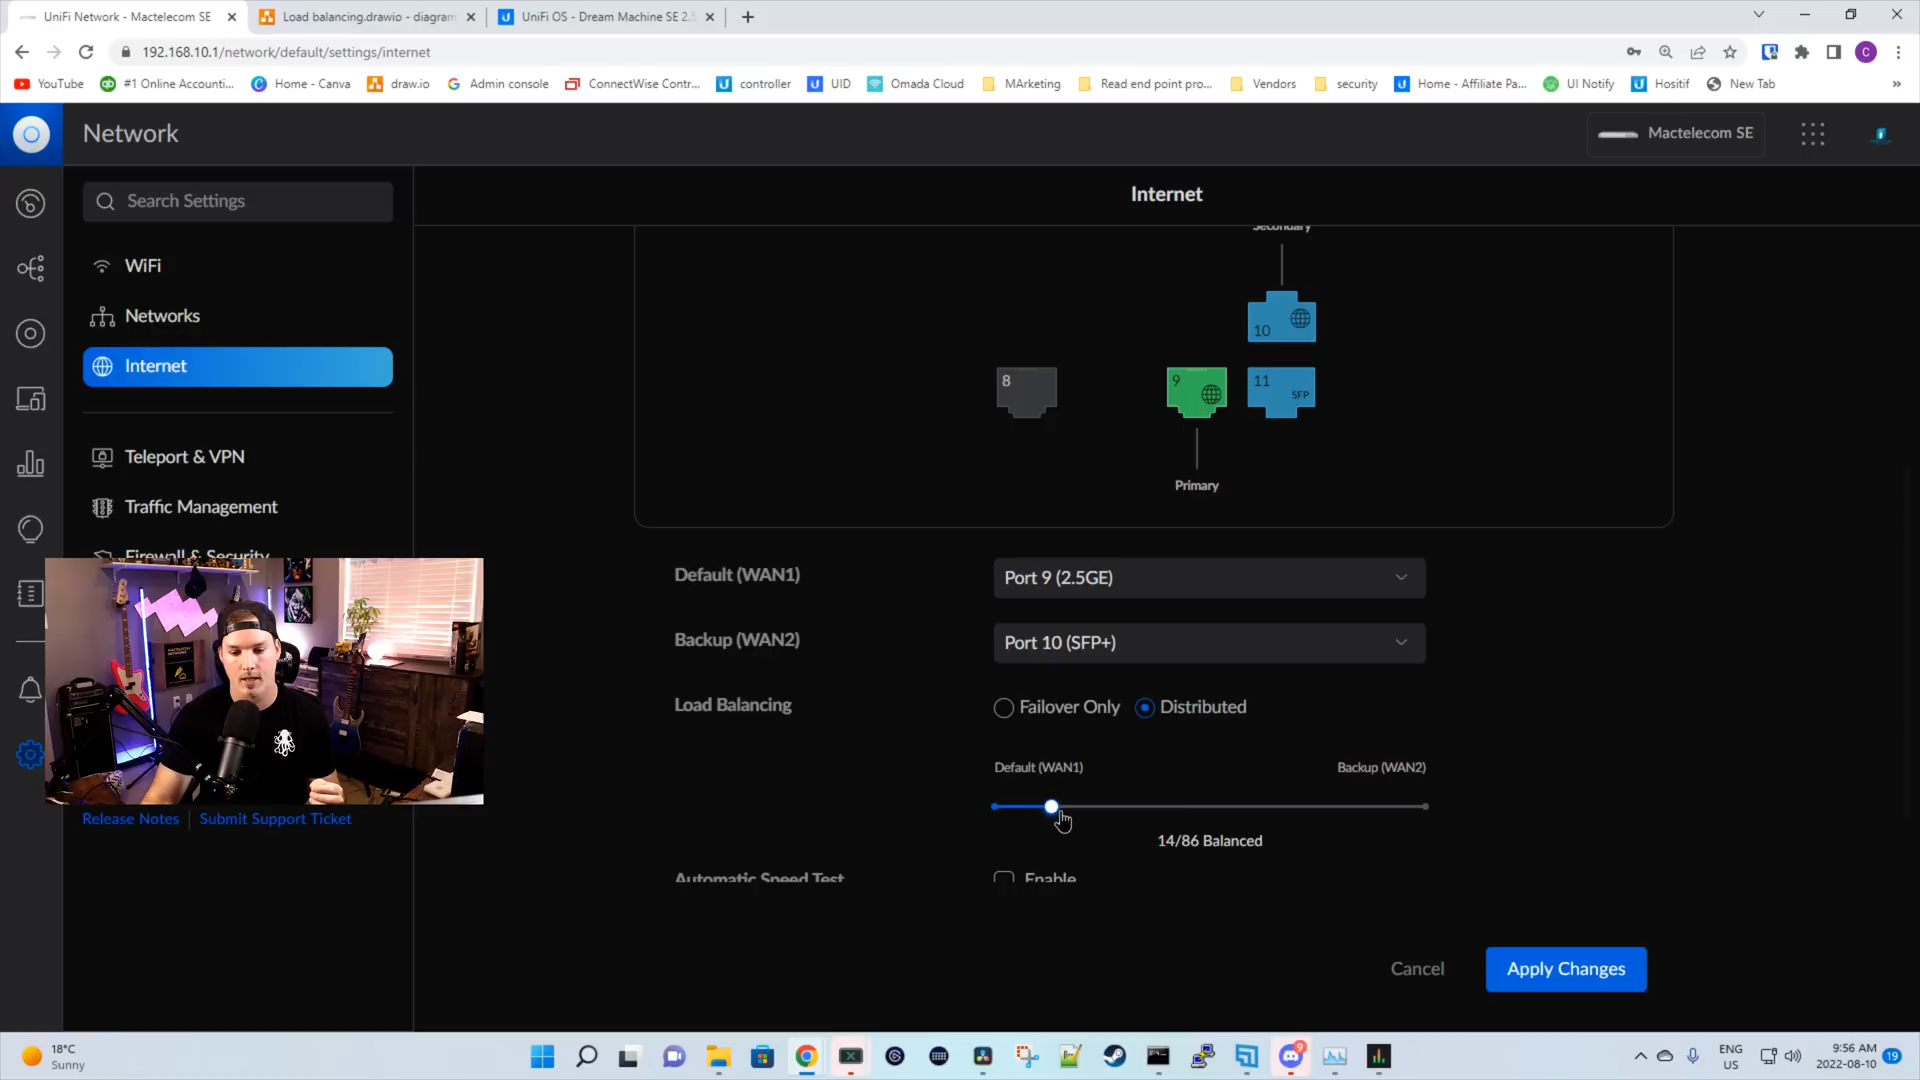 UniFi Network - Mactelecom SE
Load balancing.drawio - diagram
UniFi OS - Dream Machine SE 2.5
192.168.10.1/network/default/settings/internet
C
YouTube
#1 Online Accounti...
Home - Canva
draw.io
Admin console
ConnectWise Contr...
controller
UID
Omada Cloud
MArketing
Read end point pro...
Vendors
security
Home - Affiliate Pa...
UI Notify
Hositif
New Tab
Network
Mactelecom SE
Search Settings
Internet
WiFi
Networks
Internet
Teleport & VPN
Traffic Management
Firewall & Security
Release Notes
Submit Support Ticket
Secondary
10
8
9
11
SFP
Primary
Default (WAN1)
Port 9 (2.5GE)
Backup (WAN2)
Port 10 (SFP+)
Load Balancing
Failover Only
Distributed
Default (WAN1)
Backup (WAN2)
14/86 Balanced
Automatic Speed Test
Enable
Cancel
Apply Changes
18°C
Sunny
9
ENG
US
9:56 AM
2022-08-10
19